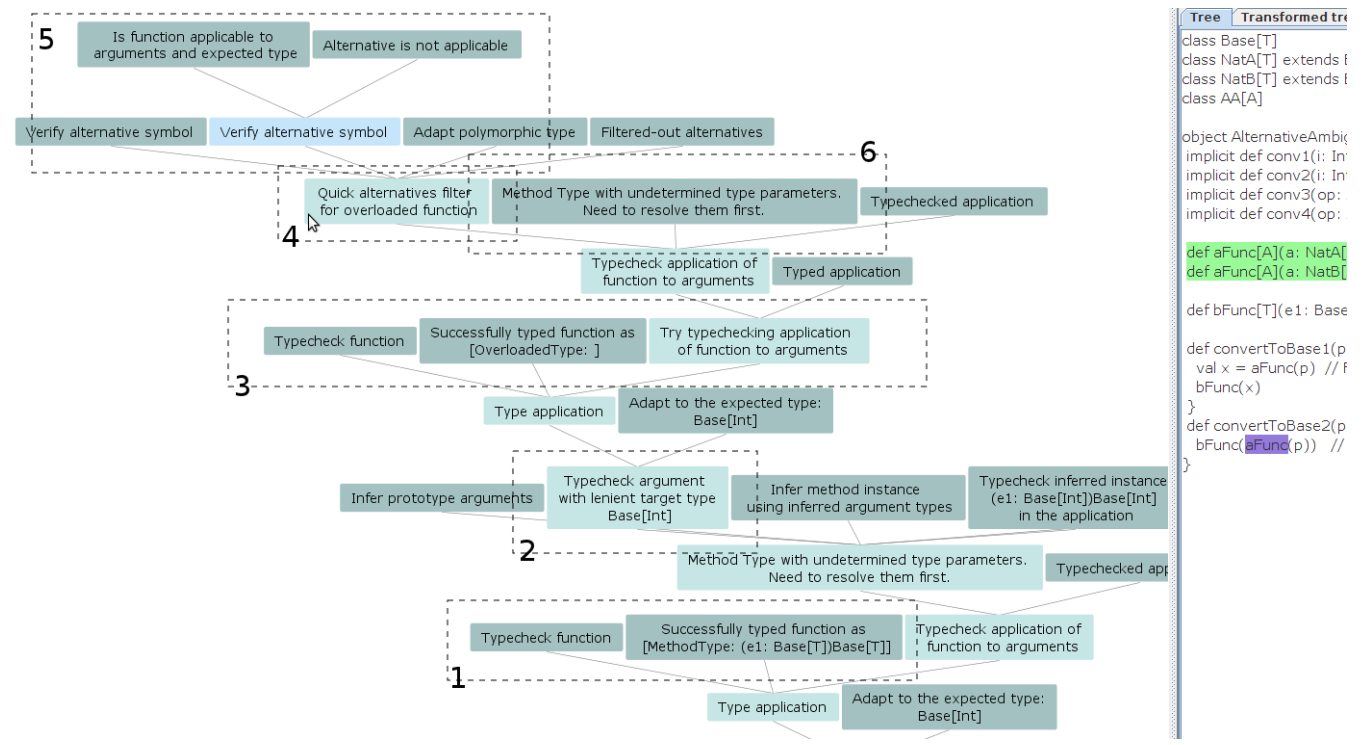 5
Is function applicable to
arguments and expected type
Alternative is not applicable
Verify alternative symbol
Verify alternative symbol
Adapt polymorphic type
Filtered-out alternatives
6
Quick alternatives filter
for overloaded function
Method Type with undetermined type parameters.
Need to resolve them first.
Typechecked application
4
Typecheck application of
function to arguments
Typed application
Typecheck function
Successfully typed function as
[OverloadedType: ]
Try typechecking application
of function to arguments
3
Type application
Adapt to the expected type:
Base[Int]
Infer prototype arguments
Typecheck argument
with lenient target type
Base[Int]
Infer method instance
using inferred argument types
Typecheck inferred instance
(e1: Base[Int])Base[Int]
in the application
2
Method Type with undetermined type parameters.
Need to resolve them first.
Typechecked app
Typecheck function
Successfully typed function as
[MethodType: (e1: Base[T])Base[T]]
Typecheck application of
function to arguments
1
Type application
Adapt to the expected type:
Base[Int]
Tree
Transformed tre
class Base[T]
class NatA[T] extends
class NatB[T] extends
class AA[A]
object AlternativeAmbig
implicit def conv1(i: In
implicit def conv2(i: In
implicit def conv3(op:
implicit def conv4(op:
def aFunc[A](a: NatA[
def aFunc[A](a: NatB[
def bFunc[T](e1: Base
def convertToBase1(p
val x = aFunc(p) //
bFunc(x)
}
def convertToBase2(p
bFunc(aFunc(p)) //
}